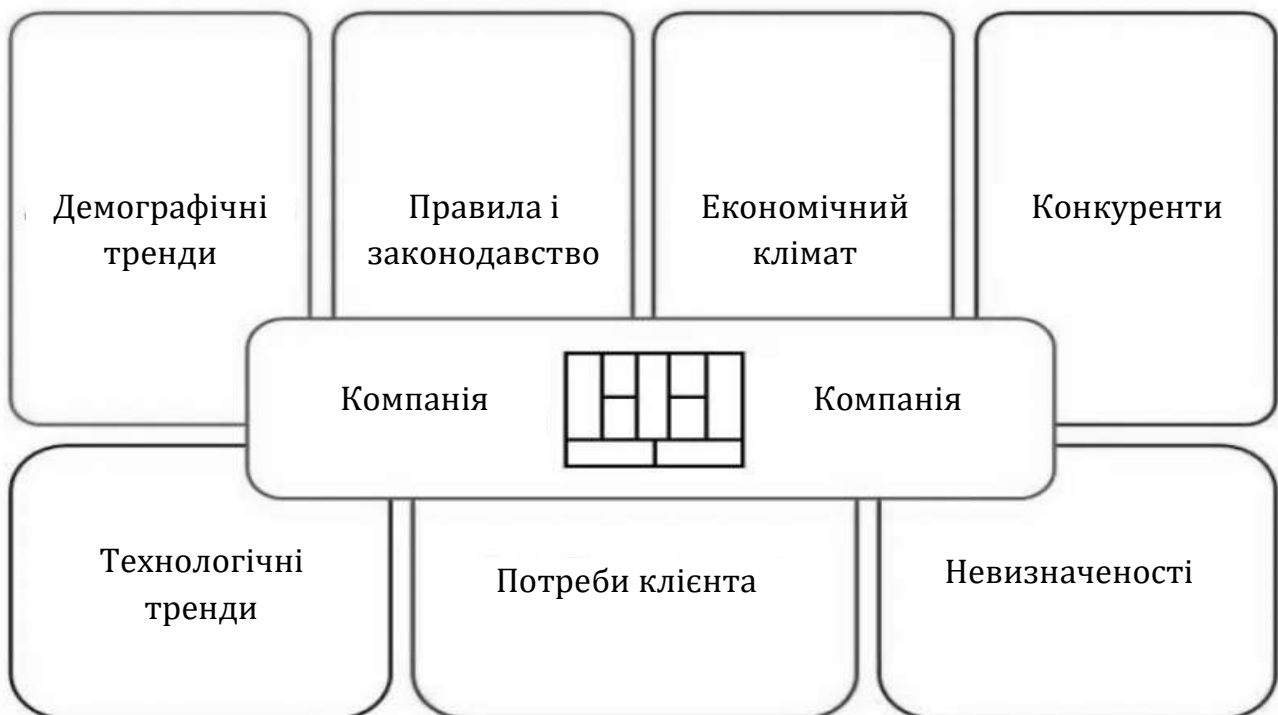 Демографічні
тренди
Правила і
законодавство
Економічний
клімат
Конкуренти
Компанія
Компанія
Технологічні
тренди
Потреби клієнта
Невизначеності